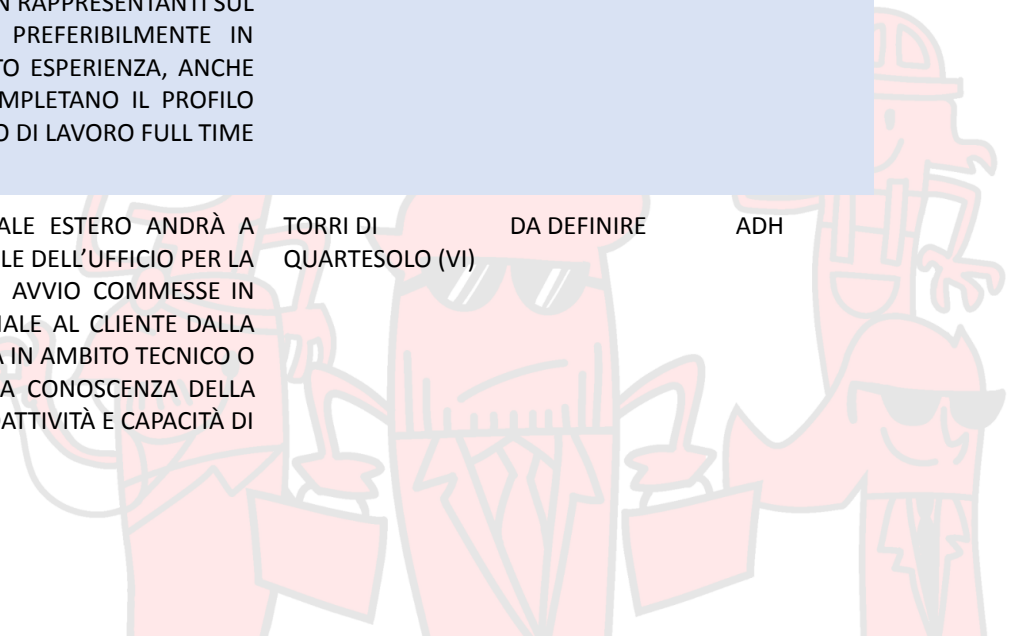 N RAPPRESENTANTI SUL
PREFERIBILMENTE IN
TO ESPERIENZA, ANCHE
MPLETANO IL PROFILO
O DI LAVORO FULL TIME
ALE ESTERO ANDRÀ A TORRI DI DA DEFINIRE ADH
LE DELL’UFFICIO PER LA QUARTESOLO (VI)
AVVIO COMMESSE IN
IALE AL CLIENTE DALLA
A IN AMBITO TECNICO O
A CONOSCENZA DELLA
OATTIVITÀ E CAPACITÀ DI